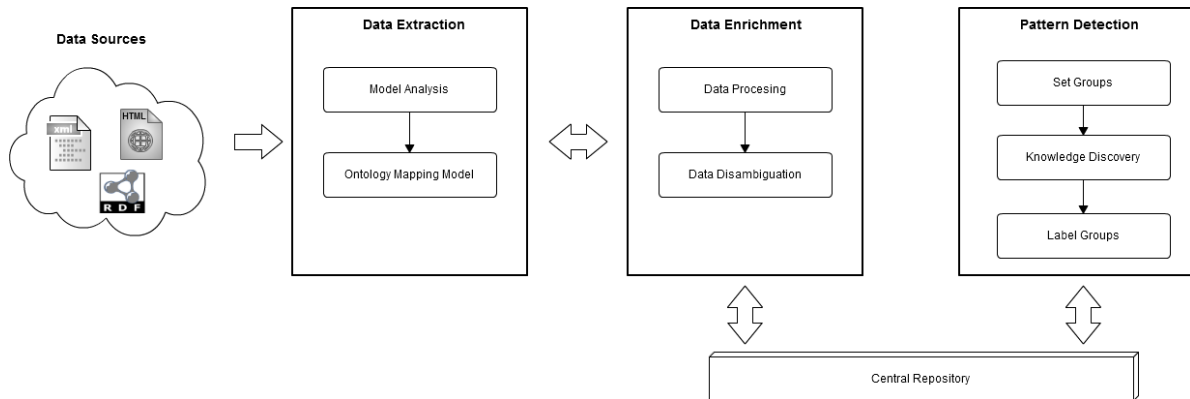 Data Sources
xml
HTML
RDF
Data Extraction
Model Analysis
Ontology Mapping Model
Data Enrichment
Data Procesing
Data Disambiguation
Pattern Detection
Set Groups
Knowledge Discovery
Label Groups
Central Repository